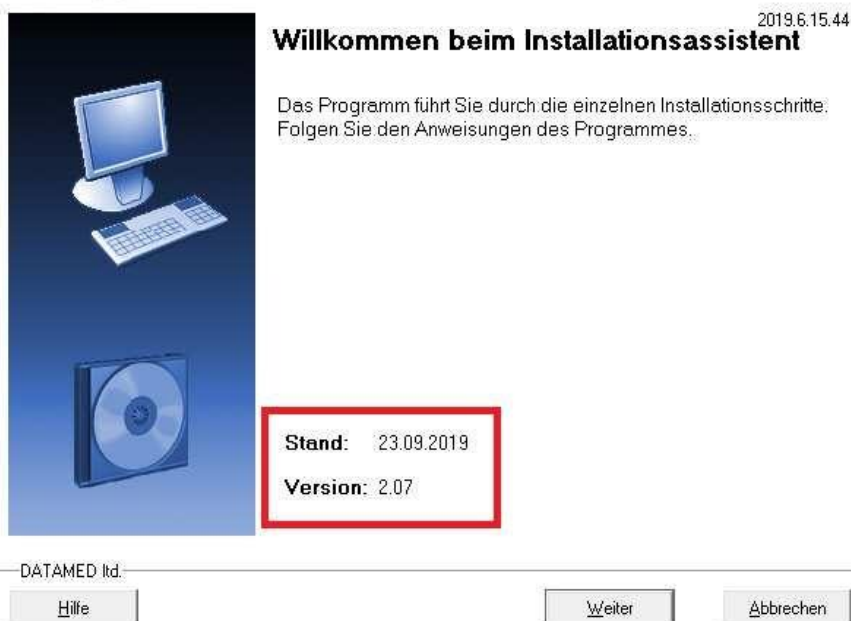 2019.6.15.44
Willkommen beim Installationsassistent
Das Programm führt Sie durch die einzelnen Installationsschritte.
Folgen Sie den Anweisungen des Programmes.
Stand: 23.09.2019
Version: 2.07
DATAMED ltd.
Hilfe
Weiter
Abbrechen